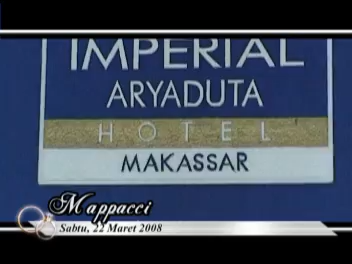 IMPERIAL
ARYADUTA
HOTEL
MAKASSAR
Mappacci
Sabtu, 22 Maret 2008